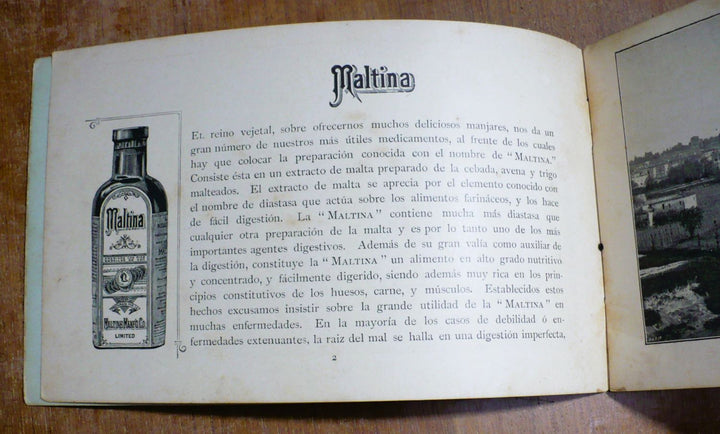 Maltina
EL reino vejetal, sobre ofrecernos muchos deliciosos manjares, nos da un
gran número de nuestros más útiles medicamentos, al frente de los cuales
hay que colocar la preparación conocida con el nombre de "MALTINA."
Consiste ésta en un extracto de malta preparado de la cebada, avena y trigo
malteados. El extracto de malta se aprecia por el elemento conocido con
el nombre de diastasa que actúa sobre los alimentos farináceos, y los hace
de fácil digestión. La "MALTINA" contiene mucha más diastasa que
cualquier otra preparación de la malta y es por lo tanto uno de los más
importantes agentes digestivos. Además de su gran valía como auxiliar de
la digestión, constituye la "MALTINA" un alimento en alto grado nutritivo
y concentrado, y fácilmente digerido, siendo además muy rica en los prin-
cipios constitutivos de los huesos, carne, y músculos. Establecidos estos
hechos excusamos insistir sobre la grande utilidad de la "MALTINA" en
muchas enfermedades. En la mayoría de los casos de debilidad ó en-
fermedades extenuantes, la raiz del mal se halla en una digestión imperfecta,
2
Maltina
MALTINE MANFG CO.
LIMITED